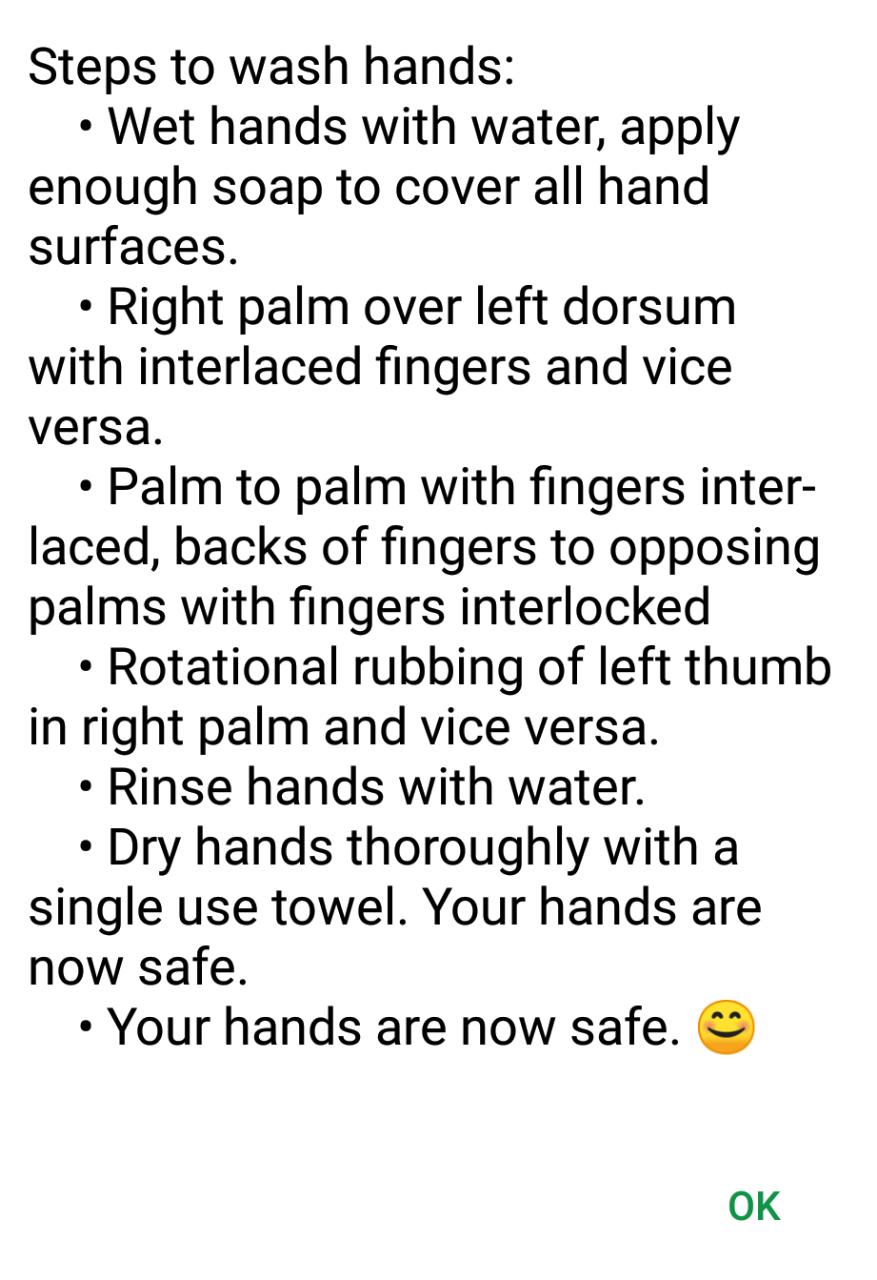 Steps to wash hands:
• Wet hands with water, apply
enough soap to cover all hand
surfaces.
• Right palm over left dorsum
with interlaced fingers and vice
versa.
• Palm to palm with fingers inter-
laced, backs of fingers to opposing
palms with fingers interlocked
• Rotational rubbing of left thumb
in right palm and vice versa.
• Rinse hands with water.
• Dry hands thoroughly with a
single use towel. Your hands are
now safe.
• Your hands are now safe. 😊
OK